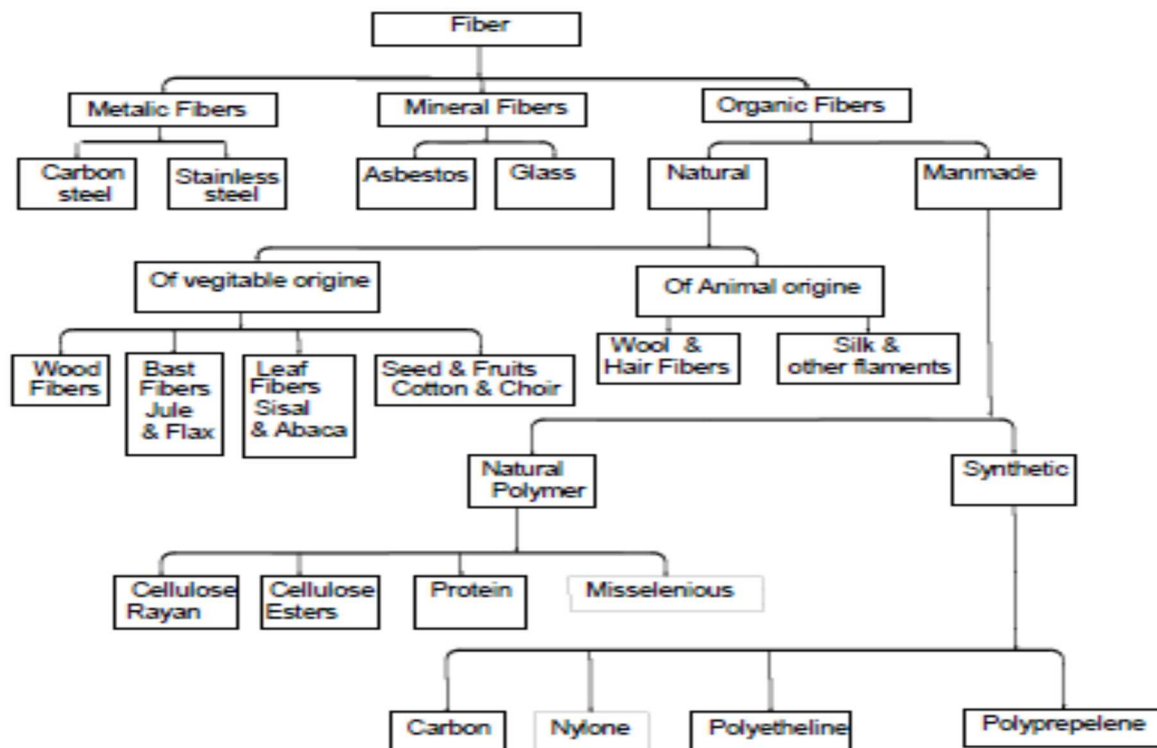 Fiber
Metalic Fibers
Mineral Fibers
Organic Fibers
Carbon
steel
Stainless
steel
Asbestos
Glass
Natural
Manmade
Of vegitable origine
Of Animal origine
Wood
Fibers
Bast
Fibers
Jule
& Flax
Leaf
Fibers
Sisal
& Abaca
Seed & Fruits
Cotton & Choir
Wool &
Hair Fibers
Silk &
other flaments
Natural
Polymer
Synthetic
Cellulose
Rayan
Cellulose
Esters
Protein
Misselenious
Carbon
Nylone
Polyetheline
Polyprepelene